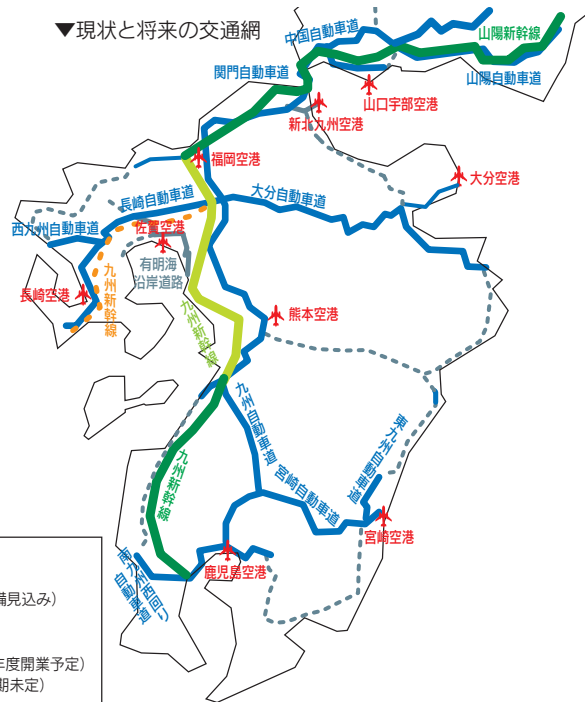 ▼現状と将来の交通網
中国自動車道
山陽新幹線
関門自動車道
山陽自動車道
山口宇部空港
新北九州空港
福岡空港
大分空港
長崎自動車道
大分自動車道
西九州自動車道
佐賀空港
有明海
沿岸道路
長崎空港
九州新幹線
九州新幹線
熊本空港
九州自動車道
東九州自動車道
九州新幹線
宮崎自動車道
宮崎空港
南九州西回り
自動車道
鹿児島空港
備見込み)
年度開業予定)
期未定)